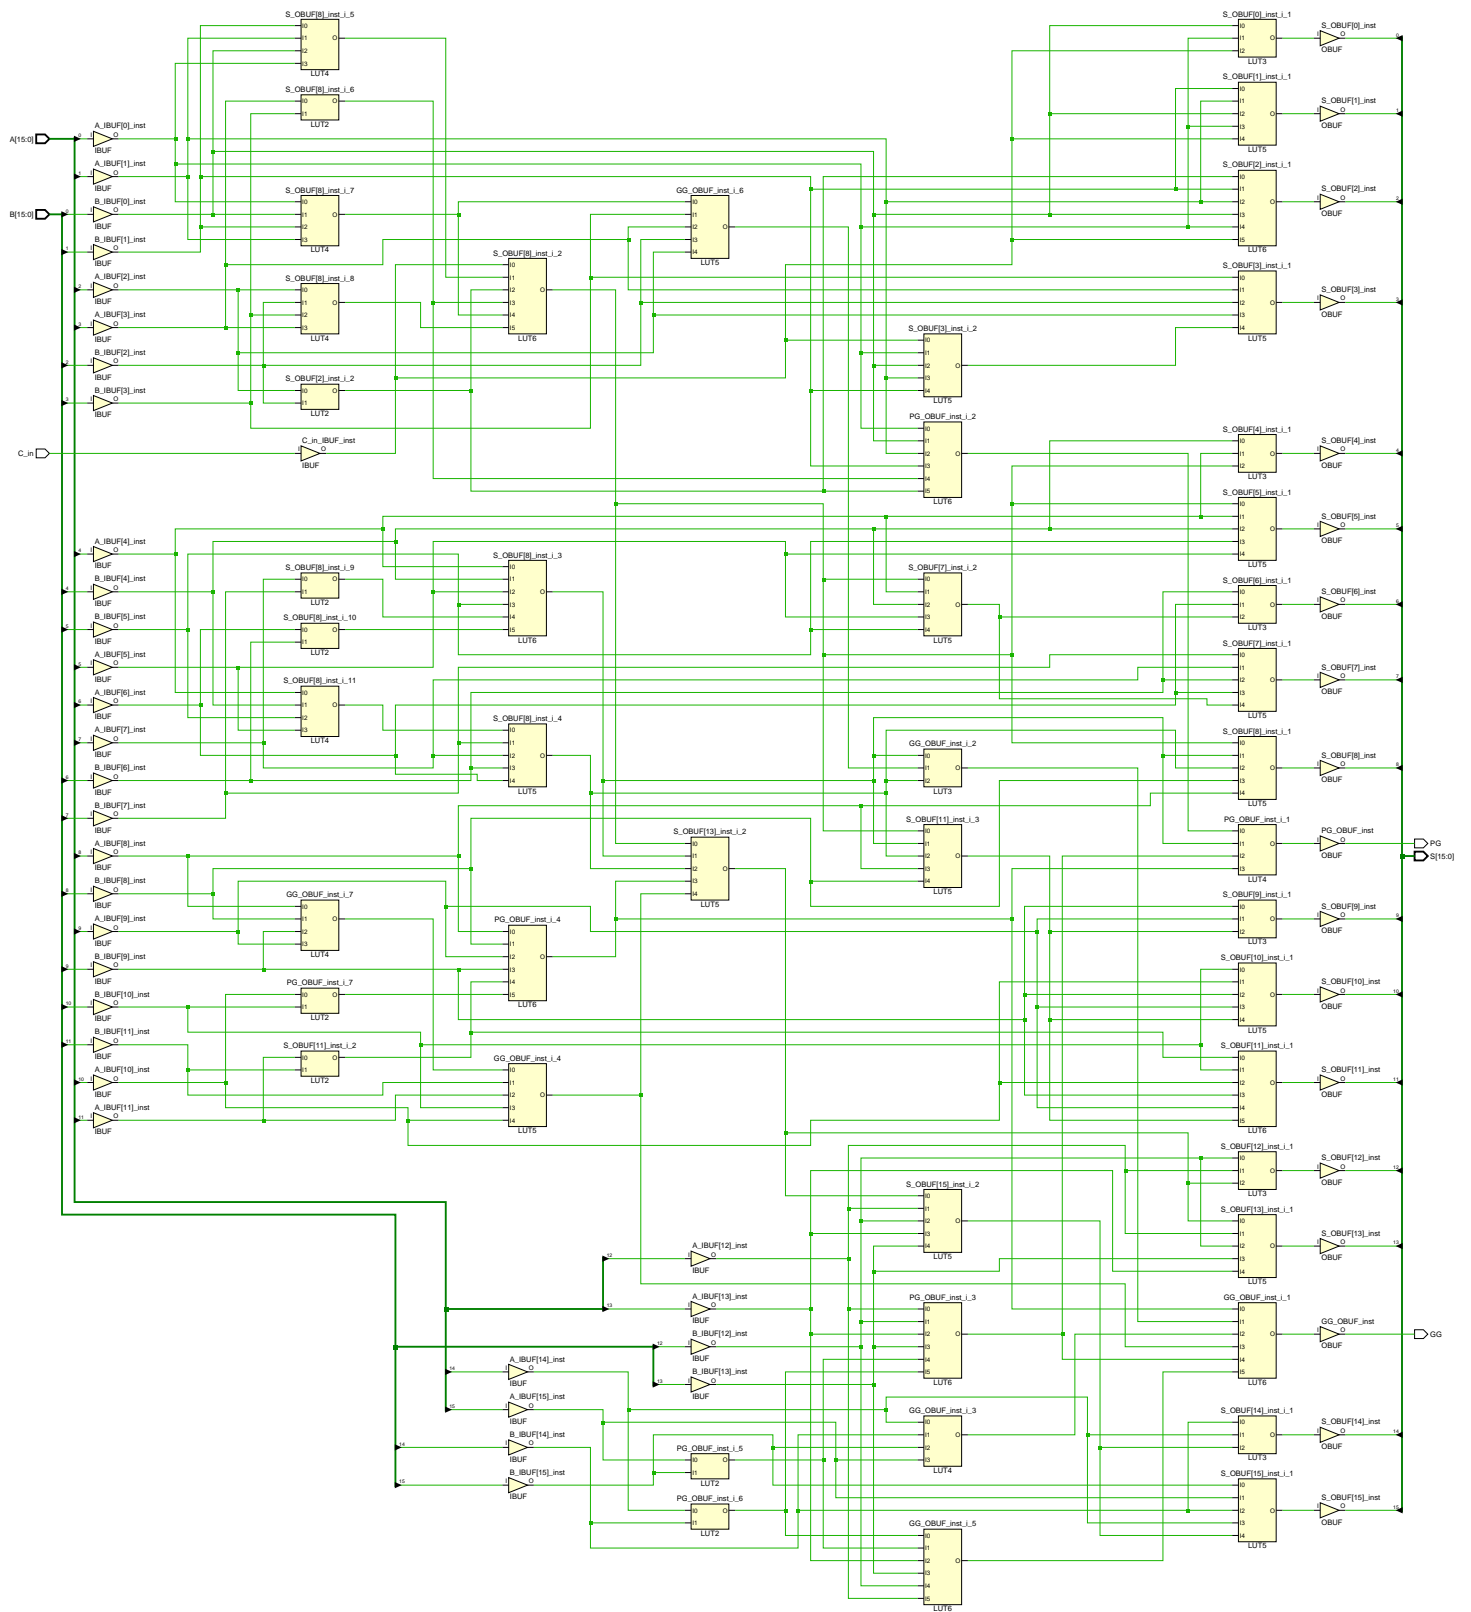 A[15:0]
B[15:0]
C_in
A_IBUF[0]_inst
IBUF
A_IBUF[1]_inst
IBUF
B_IBUF[0]_inst
IBUF
B_IBUF[1]_inst
IBUF
A_IBUF[2]_inst
IBUF
A_IBUF[3]_inst
IBUF
B_IBUF[2]_inst
IBUF
B_IBUF[3]_inst
IBUF
C_in_IBUF_inst
IBUF
A_IBUF[4]_inst
IBUF
B_IBUF[4]_inst
IBUF
B_IBUF[5]_inst
IBUF
A_IBUF[5]_inst
IBUF
A_IBUF[6]_inst
IBUF
A_IBUF[7]_inst
IBUF
B_IBUF[6]_inst
IBUF
B_IBUF[7]_inst
IBUF
A_IBUF[8]_inst
IBUF
B_IBUF[8]_inst
IBUF
A_IBUF[9]_inst
IBUF
B_IBUF[9]_inst
IBUF
B_IBUF[10]_inst
IBUF
B_IBUF[11]_inst
IBUF
A_IBUF[10]_inst
IBUF
A_IBUF[11]_inst
IBUF
S_OBUF[8]_inst_i_5
LUT4
S_OBUF[8]_inst_i_6
LUT2
S_OBUF[8]_inst_i_7
LUT4
S_OBUF[8]_inst_i_8
LUT4
S_OBUF[2]_inst_i_2
LUT2
S_OBUF[8]_inst_i_9
LUT2
S_OBUF[8]_inst_i_10
LUT2
S_OBUF[8]_inst_i_11
LUT4
GG_OBUF_inst_i_7
LUT4
PG_OBUF_inst_i_7
LUT2
S_OBUF[11]_inst_i_2
LUT2
S_OBUF[8]_inst_i_2
LUT6
S_OBUF[8]_inst_i_3
LUT6
S_OBUF[8]_inst_i_4
LUT5
PG_OBUF_inst_i_4
LUT6
GG_OBUF_inst_i_4
LUT5
A_IBUF[14]_inst
IBUF
A_IBUF[15]_inst
IBUF
B_IBUF[14]_inst
IBUF
B_IBUF[15]_inst
IBUF
GG_OBUF_inst_i_6
LUT5
S_OBUF[13]_inst_i_2
LUT5
A_IBUF[12]_inst
IBUF
A_IBUF[13]_inst
IBUF
B_IBUF[12]_inst
IBUF
B_IBUF[13]_inst
IBUF
PG_OBUF_inst_i_5
LUT2
PG_OBUF_inst_i_6
LUT2
S_OBUF[3]_inst_i_2
LUT5
PG_OBUF_inst_i_2
LUT6
S_OBUF[7]_inst_i_2
LUT5
GG_OBUF_inst_i_2
LUT3
S_OBUF[11]_inst_i_3
LUT5
S_OBUF[15]_inst_i_2
LUT5
PG_OBUF_inst_i_3
LUT6
GG_OBUF_inst_i_3
LUT4
GG_OBUF_inst_i_5
LUT6
S_OBUF[0]_inst_i_1
LUT3
S_OBUF[1]_inst_i_1
LUT5
S_OBUF[2]_inst_i_1
LUT6
S_OBUF[3]_inst_i_1
LUT5
S_OBUF[4]_inst_i_1
LUT3
S_OBUF[5]_inst_i_1
LUT5
S_OBUF[6]_inst_i_1
LUT3
S_OBUF[7]_inst_i_1
LUT5
S_OBUF[8]_inst_i_1
LUT5
PG_OBUF_inst_i_1
LUT4
S_OBUF[9]_inst_i_1
LUT3
S_OBUF[10]_inst_i_1
LUT5
S_OBUF[11]_inst_i_1
LUT6
S_OBUF[12]_inst_i_1
LUT3
S_OBUF[13]_inst_i_1
LUT5
GG_OBUF_inst_i_1
LUT6
S_OBUF[14]_inst_i_1
LUT3
S_OBUF[15]_inst_i_1
LUT5
S_OBUF[0]_inst
OBUF
S_OBUF[1]_inst
OBUF
S_OBUF[2]_inst
OBUF
S_OBUF[3]_inst
OBUF
S_OBUF[4]_inst
OBUF
S_OBUF[5]_inst
OBUF
S_OBUF[6]_inst
OBUF
S_OBUF[7]_inst
OBUF
S_OBUF[8]_inst
OBUF
PG_OBUF_inst
OBUF
S_OBUF[9]_inst
OBUF
S_OBUF[10]_inst
OBUF
S_OBUF[11]_inst
OBUF
S_OBUF[12]_inst
OBUF
S_OBUF[13]_inst
OBUF
GG_OBUF_inst
OBUF
S_OBUF[14]_inst
OBUF
S_OBUF[15]_inst
OBUF
PG
S[15:0]
GG